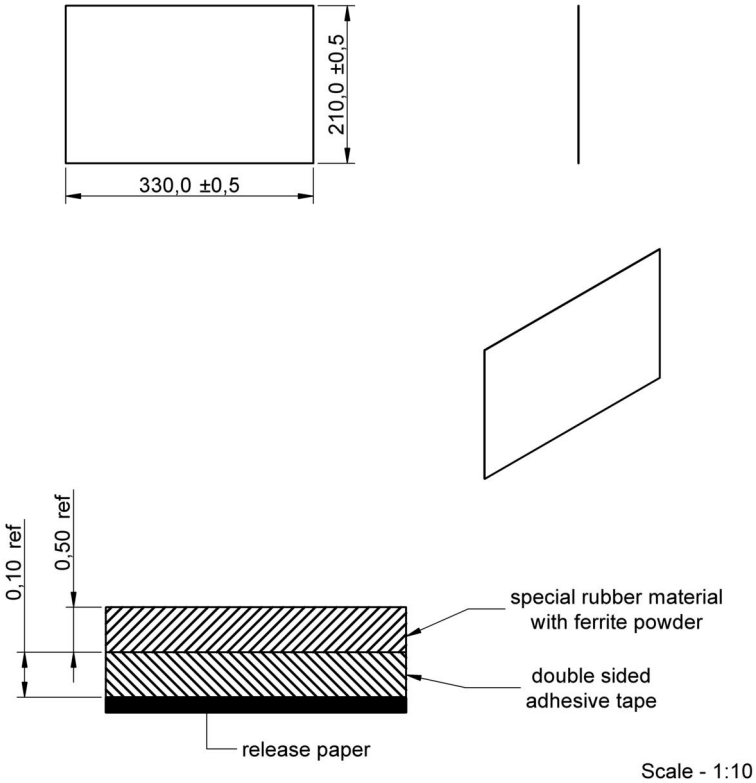 210,0 ±0,5
330,0 ±0,5
0,10 ref
0,50 ref
special rubber material
with ferrite powder
double sided
adhesive tape
release paper
Scale - 1:10